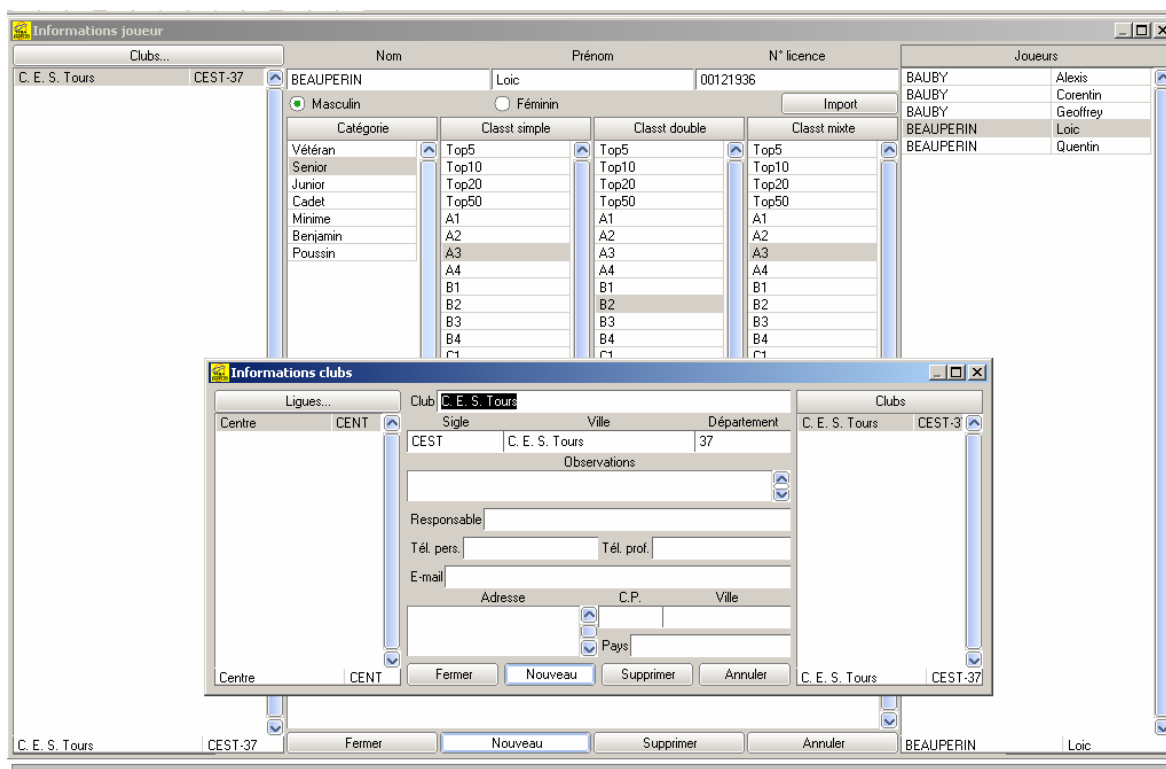 Informations joueur
Clubs... Nom Prénom N° licence Joueurs
C. E. S. Tours CEST-37 BEAUPERIN Loic 00121936 BAUBY Alexis
Masculin Féminin Import BAUBY Corentin
BAUBY Geoffrey
Catégorie Classt simple Classt double Classt mixte BEAUPERIN Loic
Vétéran Top5 Top5 Top5 BEAUPERIN Quentin
Senior Top10 Top10 Top10
Junior Top20 Top20 Top20
Cadet Top50 Top50 Top50
Minime A1 A1 A1
Benjamin A2 A2 A2
Poussin A3 A3 A3
A4 A4 A4
B1 B1 B1
B2 B2 B2
B3 B3 B3
B4 B4 B4
C1 C1 C1
Informations clubs
Ligues... Club C. E. S. Tours Clubs
Centre CENT Sigle Ville Département C. E. S. Tours CEST-3
CEST C. E. S. Tours 37
Observations
Responsable
Tél. pers. Tél. prof.
E-mail
Adresse C.P. Ville
Pays
Centre CENT Fermer Nouveau Supprimer Annuler C. E. S. Tours CEST-37
C. E. S. Tours CEST-37 Fermer Nouveau Supprimer Annuler BEAUPERIN Loic